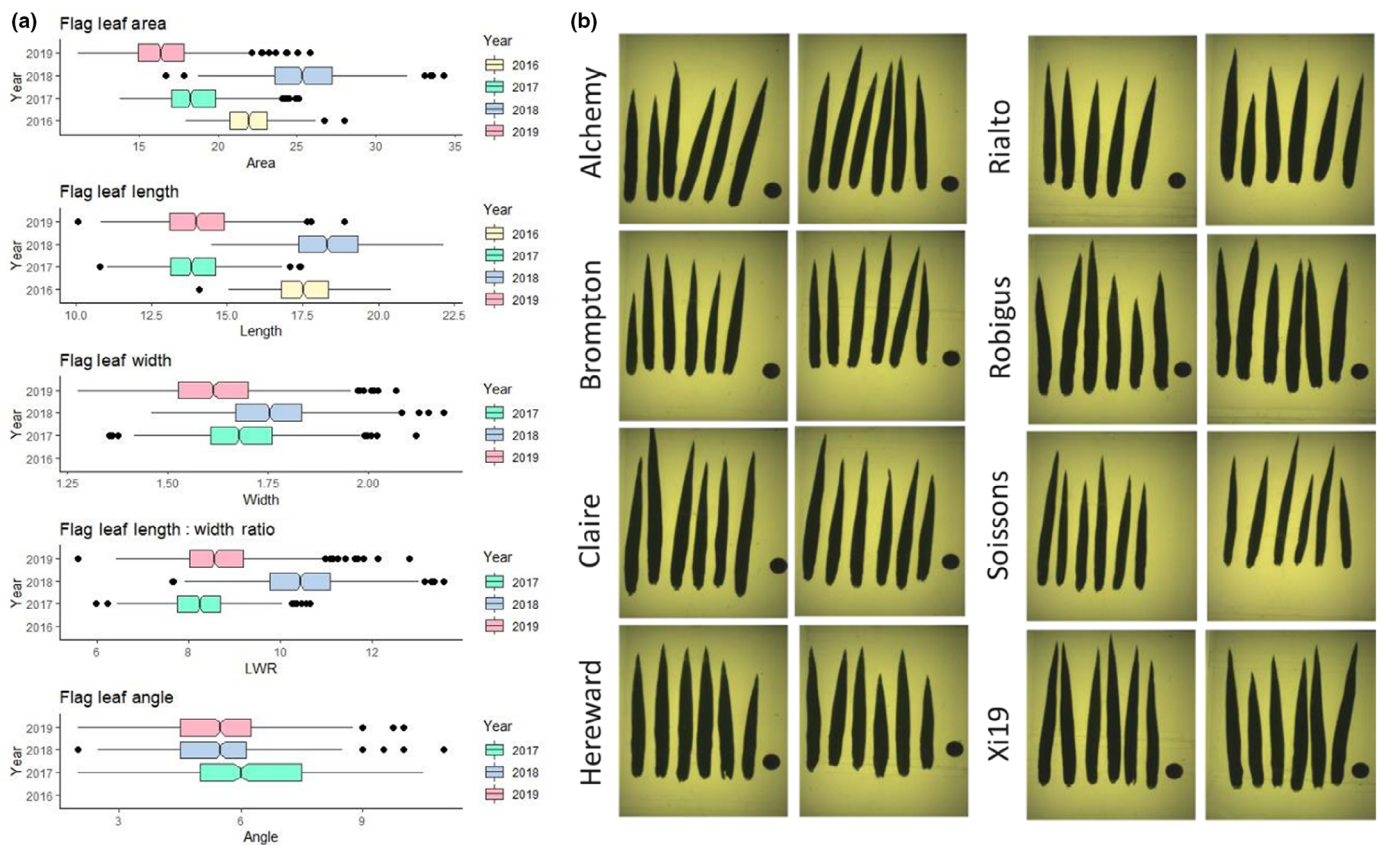 (a)
Flag leaf area
2019
2018
2017
2016
Year
15 20 25 30 35
Area
Year
2016
2017
2018
2019
Flag leaf length
2019
2018
2017
2016
Year
10.0 12.5 15.0 17.5 20.0 22.5
Length
Year
2016
2017
2018
2019
Flag leaf width
2019
2018
2017
2016
Year
1.25 1.50 1.75 2.00
Width
Year
2017
2018
2019
Flag leaf length : width ratio
2019
2018
2017
2016
Year
6 8 10 12
LWR
Year
2017
2018
2019
Flag leaf angle
2019
2018
2017
2016
Year
3 6 9
Angle
Year
2017
2018
2019
(b)
Alchemy
Brompton
Claire
Hereward
Rialto
Robigus
Soissons
Xi19